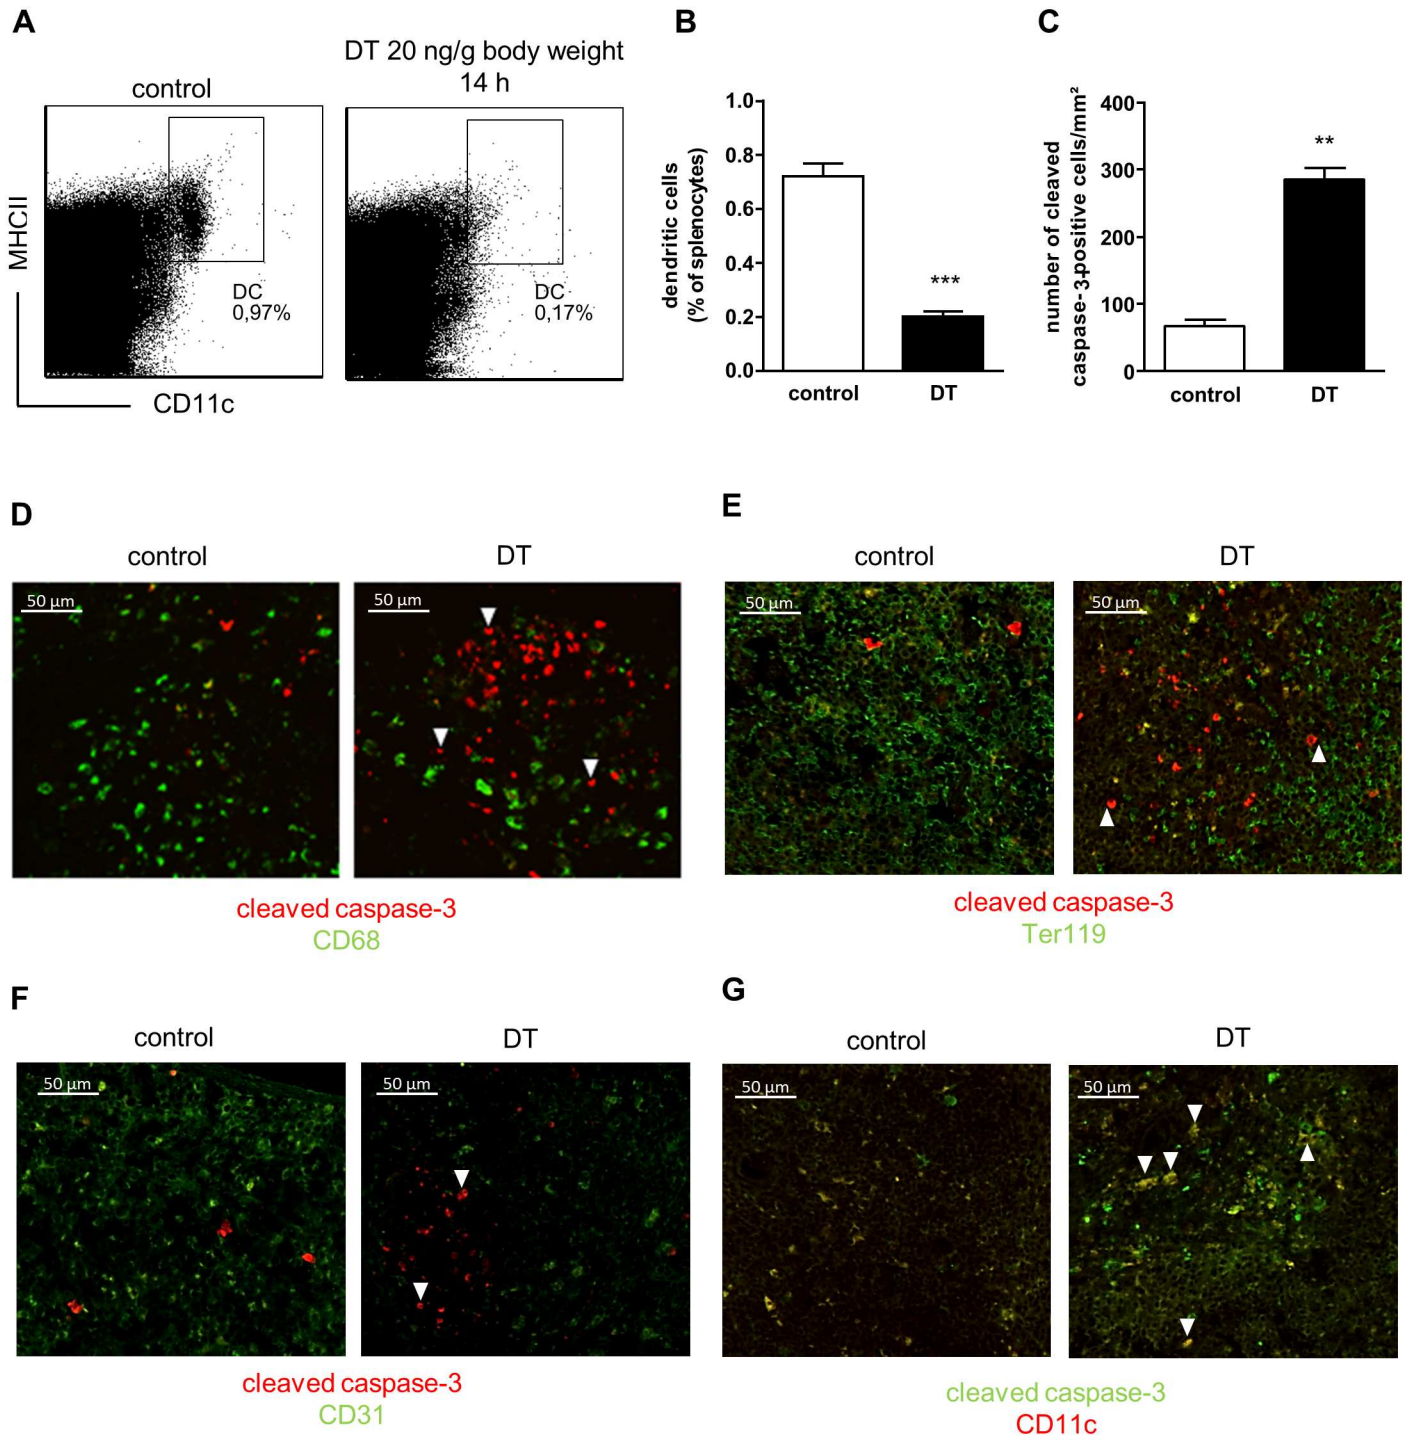 A
control
DT 20 ng/g body weight
14 h
MHCII
DC
0,97%
DC
0,17%
CD11c
B
dendritic cells
(% of splenocytes)
1.0
0.8
0.6
0.4
0.2
0.0
***
control
DT
C
number of cleaved
caspase-3-positive cells/mm²
400
300
200
100
0
**
control
DT
D
control
DT
50 µm
50 µm
cleaved caspase-3
CD68
E
control
DT
50 µm
50 µm
cleaved caspase-3
Ter119
F
control
DT
50 µm
50 µm
cleaved caspase-3
CD31
G
control
DT
50 µm
50 µm
cleaved caspase-3
CD11c